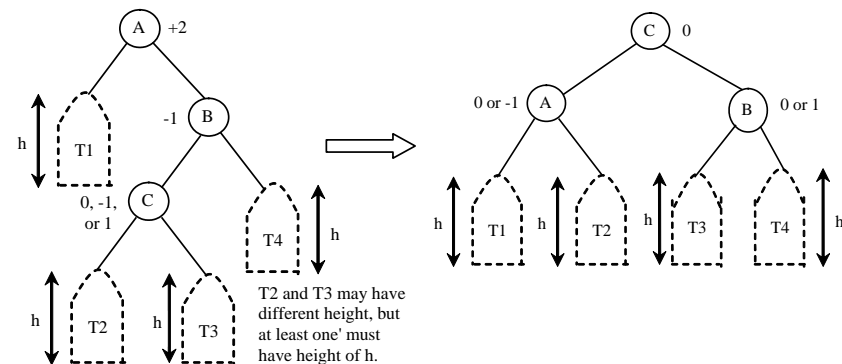 A
+2
C
0
h
T1
-1
B
0 or -1
A
B
0 or 1
0, -1,
or 1
C
T4
h
h
T1
h
T2
h
T3
T4
h
h
T2
h
T3
T2 and T3 may have
different height, but
at least one' must
have height of h.